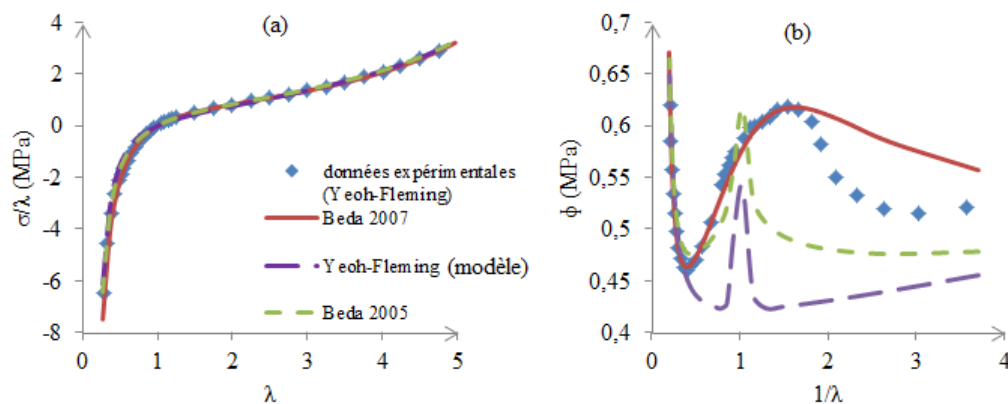 (a)
4
2
0
-2
-4
-6
-8
σ/λ (MPa)
0
1
2
3
4
5
λ
données expérimentales
(Yeoh-Fleming)
Beda 2007
Yeoh-Fleming (modèle)
Beda 2005
(b)
0,7
0,65
0,6
0,55
0,5
0,45
0,4
ϕ (MPa)
0
1
2
3
4
1/λ